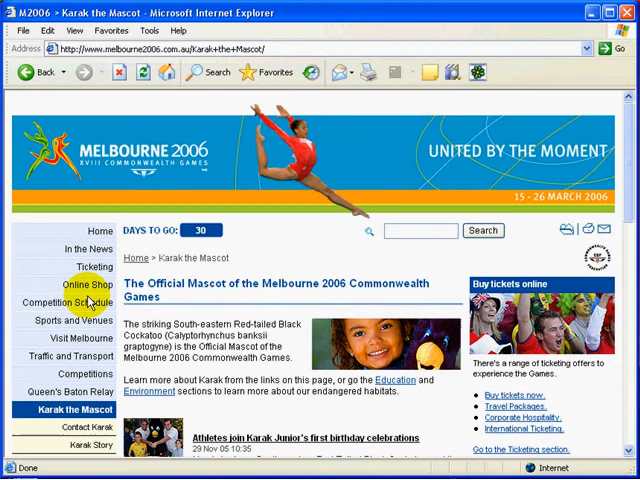 M2006 > Karak the Mascot - Microsoft Internet Explorer
File Edit View Favorites Tools Help
Address http://www.melbourne2006.com.au/Karak+the+Mascot/ Go
Back Search Favorites
MELBOURNE 2006
XVIII COMMONWEALTH GAMES
UNITED BY THE MOMENT
15 - 26 MARCH 2006
Home
In the News
Ticketing
Online Shop
Competition Schedule
Sports and Venues
Visit Melbourne
Traffic and Transport
Competitions
Queen's Baton Relay
Karak the Mascot
Contact Karak
Karak Story
DAYS TO GO: 30
Search
Home > Karak the Mascot
The Official Mascot of the Melbourne 2006 Commonwealth
Games
The striking South-eastern Red-tailed Black
Cockatoo (Calyptorhynchus banksii
graptogyne) is the Official Mascot of the
Melbourne 2006 Commonwealth Games.
Learn more about Karak from the links on this page, or go the Education and
Environment sections to learn more about our endangered habitats.
Athletes join Karak Junior's first birthday celebrations
29 Nov 05 10:35
Buy tickets online
There's a range of ticketing offers to
experience the Games.
Buy tickets now.
Travel Packages.
Corporate Hospitality.
International Ticketing.
Go to the Ticketing section.
Done
Internet